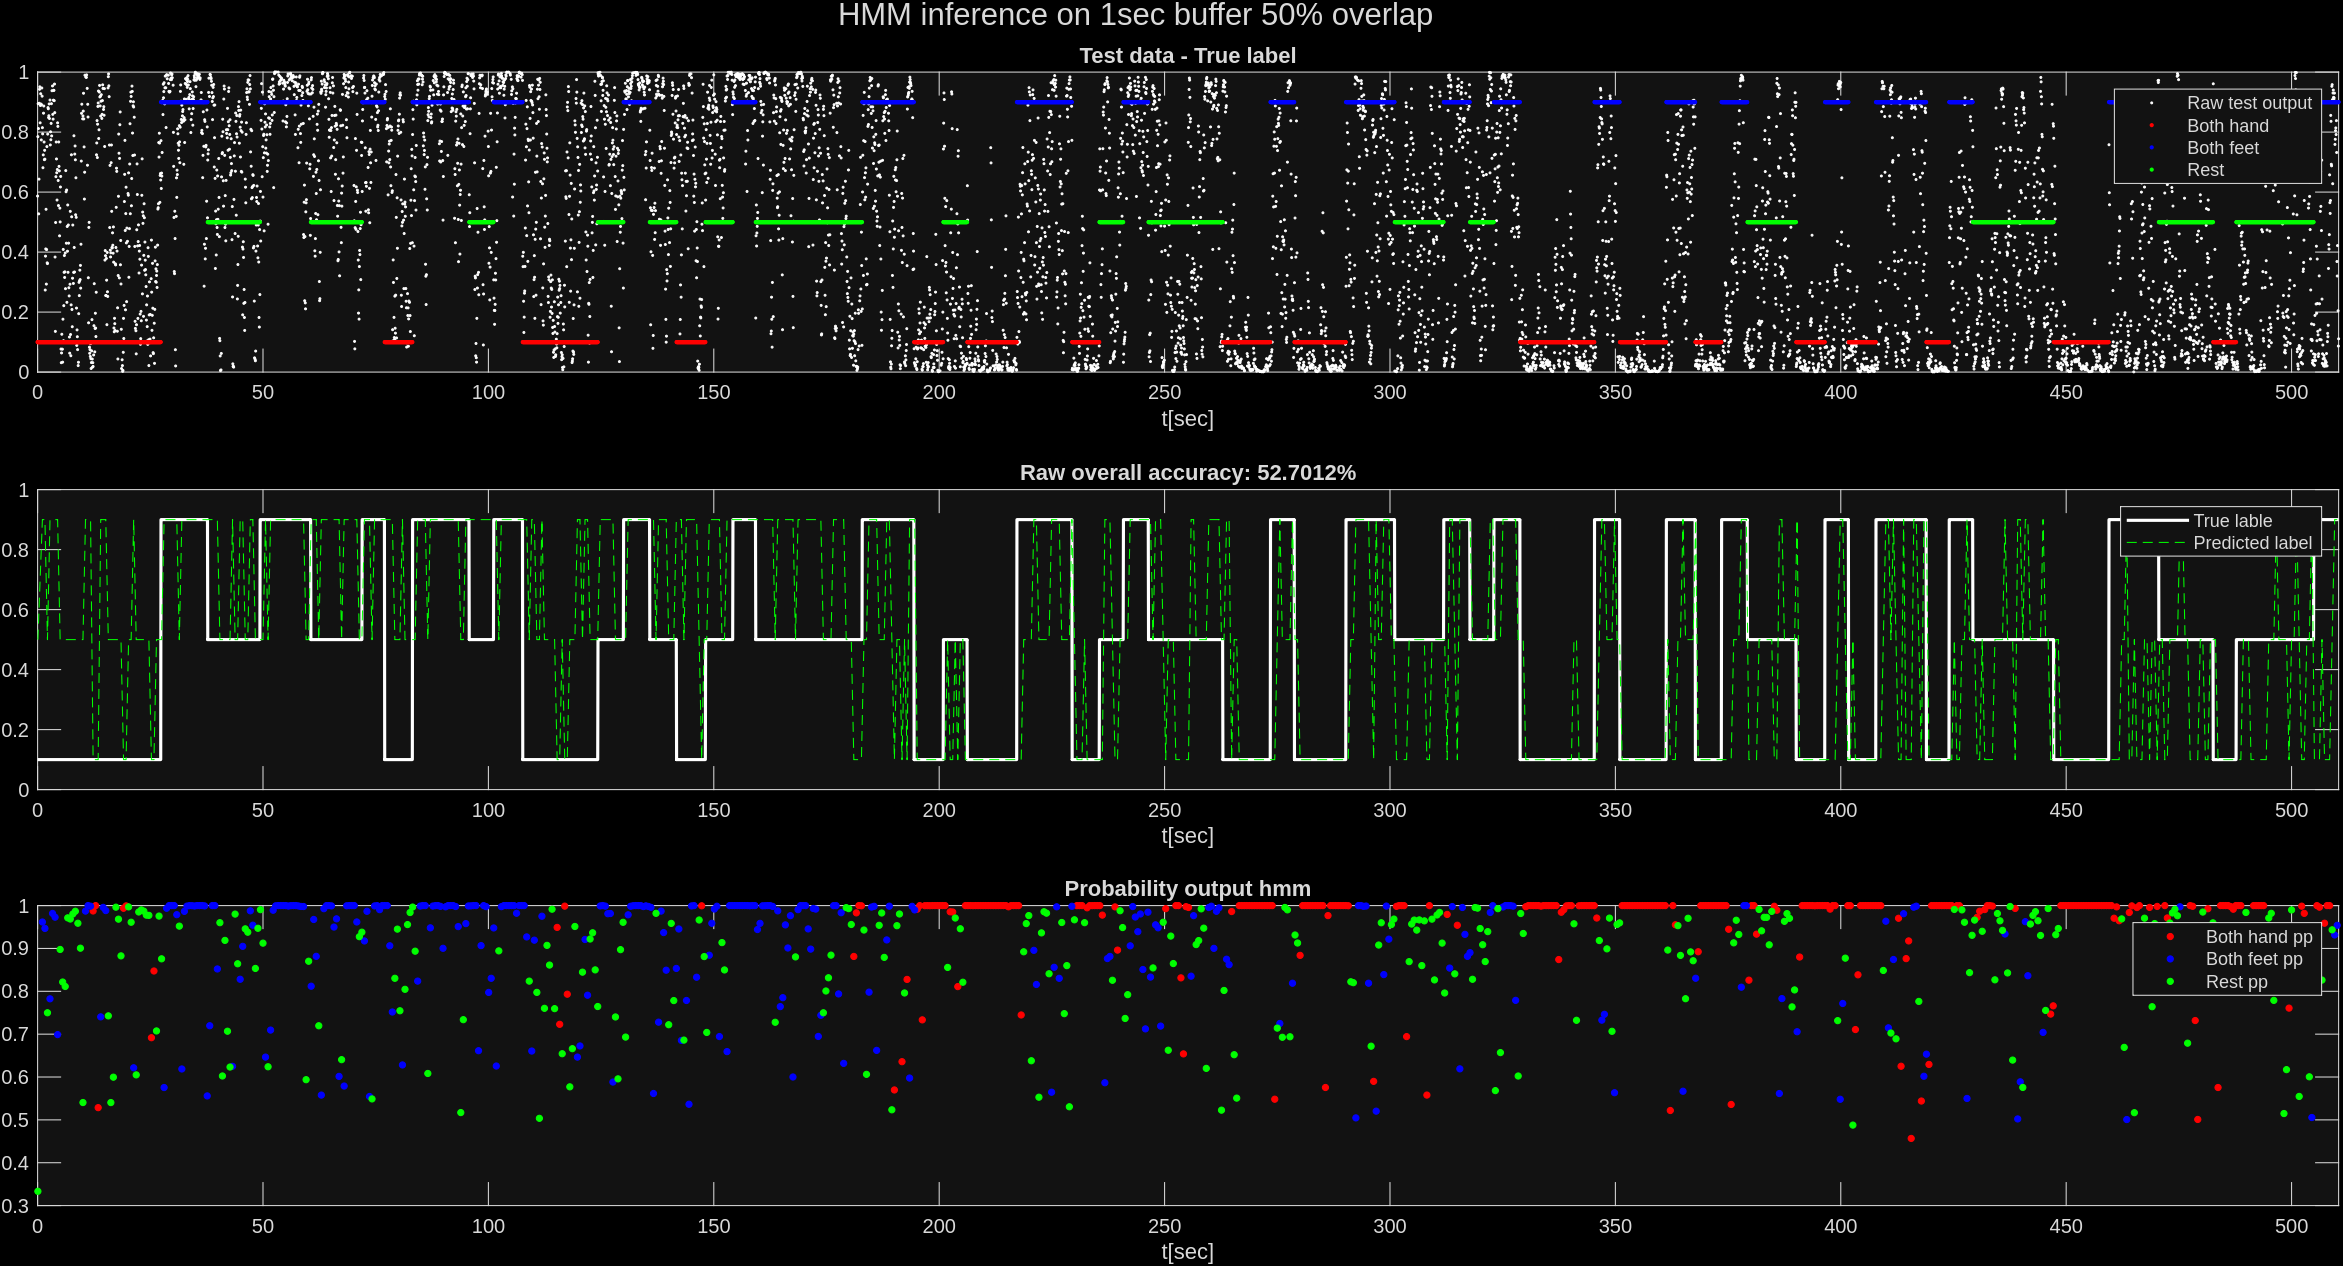 HMM inference on 1sec buffer 50% overlap
Test data - True label
1
0.8
0.6
0.4
0.2
0
0 50 100 150 200 250 300 350 400 450 500
t[sec]
Raw test output
Both hand
Both feet
Rest
Raw overall accuracy: 52.7012%
1
0.8
0.6
0.4
0.2
0
0 50 100 150 200 250 300 350 400 450 500
t[sec]
True lable
Predicted label
Probability output hmm
1
0.9
0.8
0.7
0.6
0.5
0.4
0.3
0 50 100 150 200 250 300 350 400 450 500
t[sec]
Both hand pp
Both feet pp
Rest pp